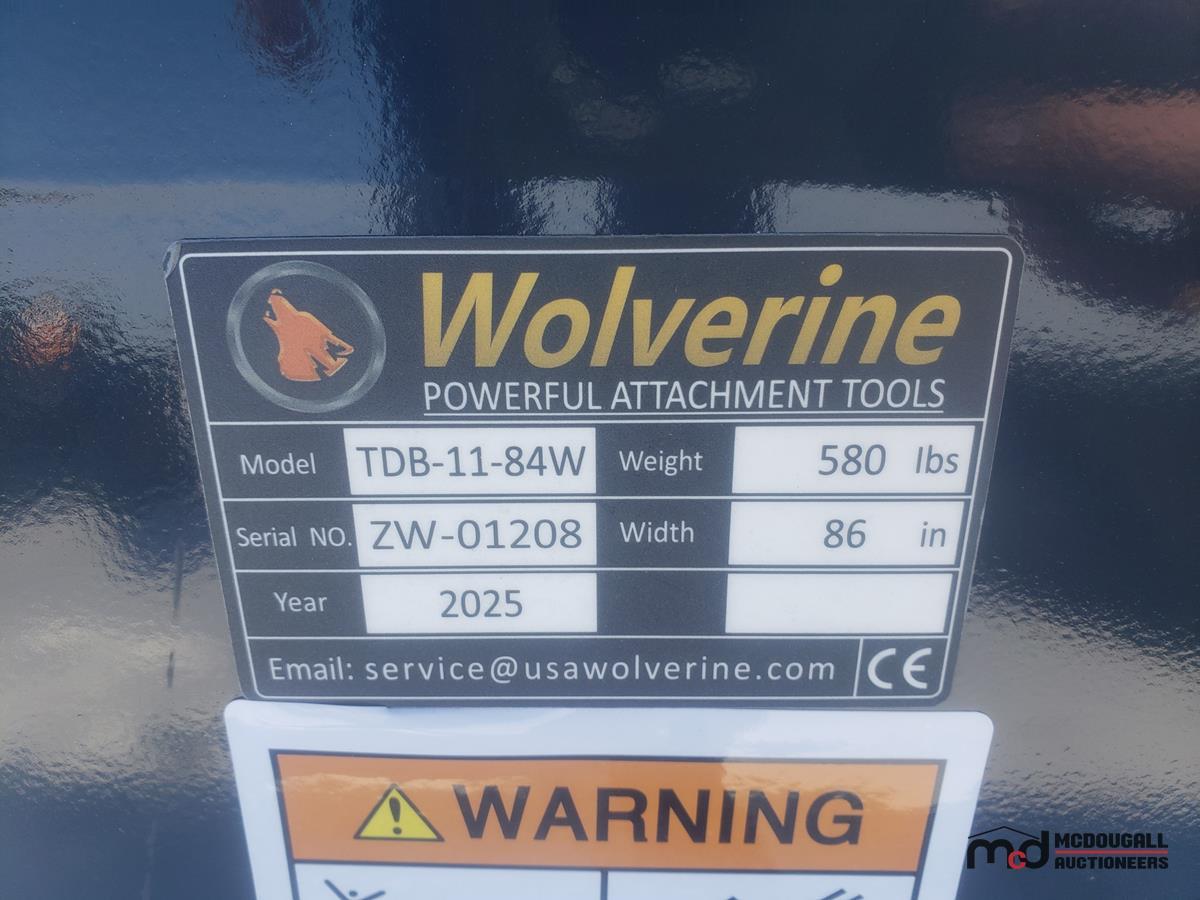 Wolverine
POWERFUL ATTACHMENT TOOLS
Model TDB-11-84W Weight 580 lbs
Serial NO. ZW-01208 Width 86 in
Year 2025
Email: service@usawolverine.com CE
WARNING
mcd MCDOUGALL
AUCTIONEERS